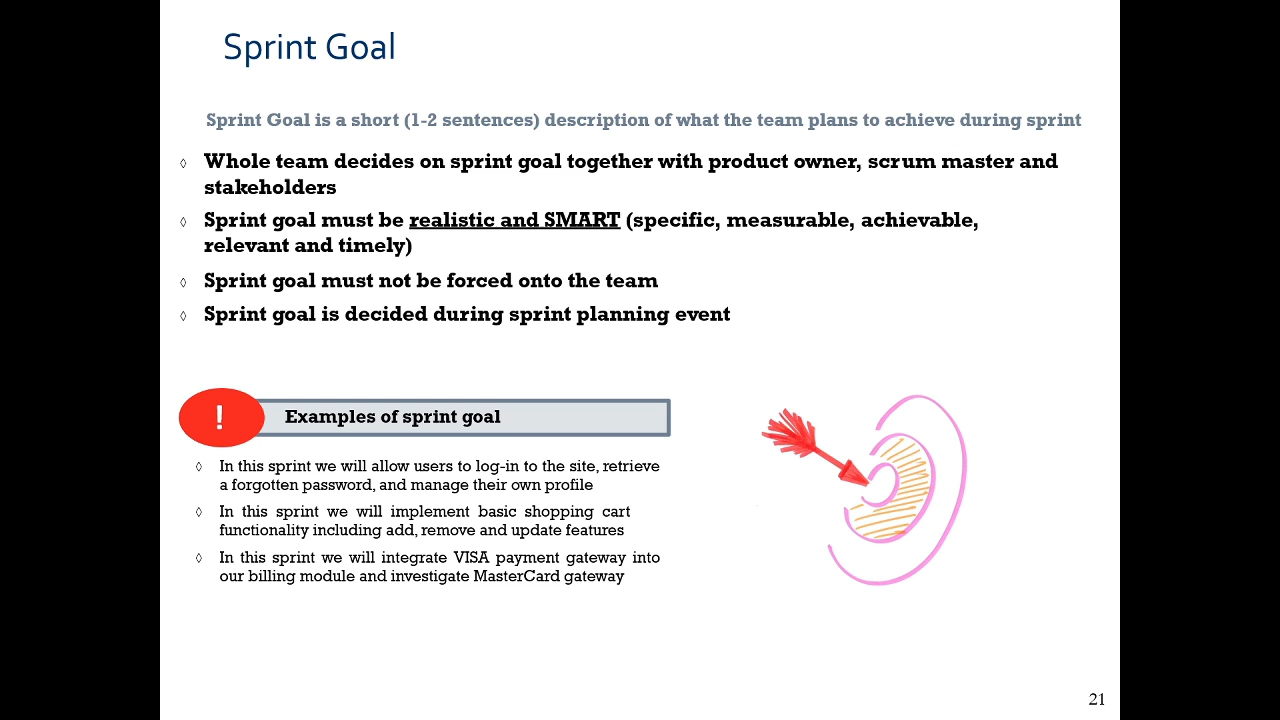 Sprint Goal
Sprint Goal is a short (1-2 sentences) description of what the team plans to achieve during sprint
◊ Whole team decides on sprint goal together with product owner, scrum master and
stakeholders
◊ Sprint goal must be realistic and SMART (specific, measurable, achievable,
relevant and timely)
◊ Sprint goal must not be forced onto the team
◊ Sprint goal is decided during sprint planning event
!
Examples of sprint goal
◊ In this sprint we will allow users to log-in to the site, retrieve
a forgotten password, and manage their own profile
◊ In this sprint we will implement basic shopping cart
functionality including add, remove and update features
◊ In this sprint we will integrate VISA payment gateway into
our billing module and investigate MasterCard gateway
21